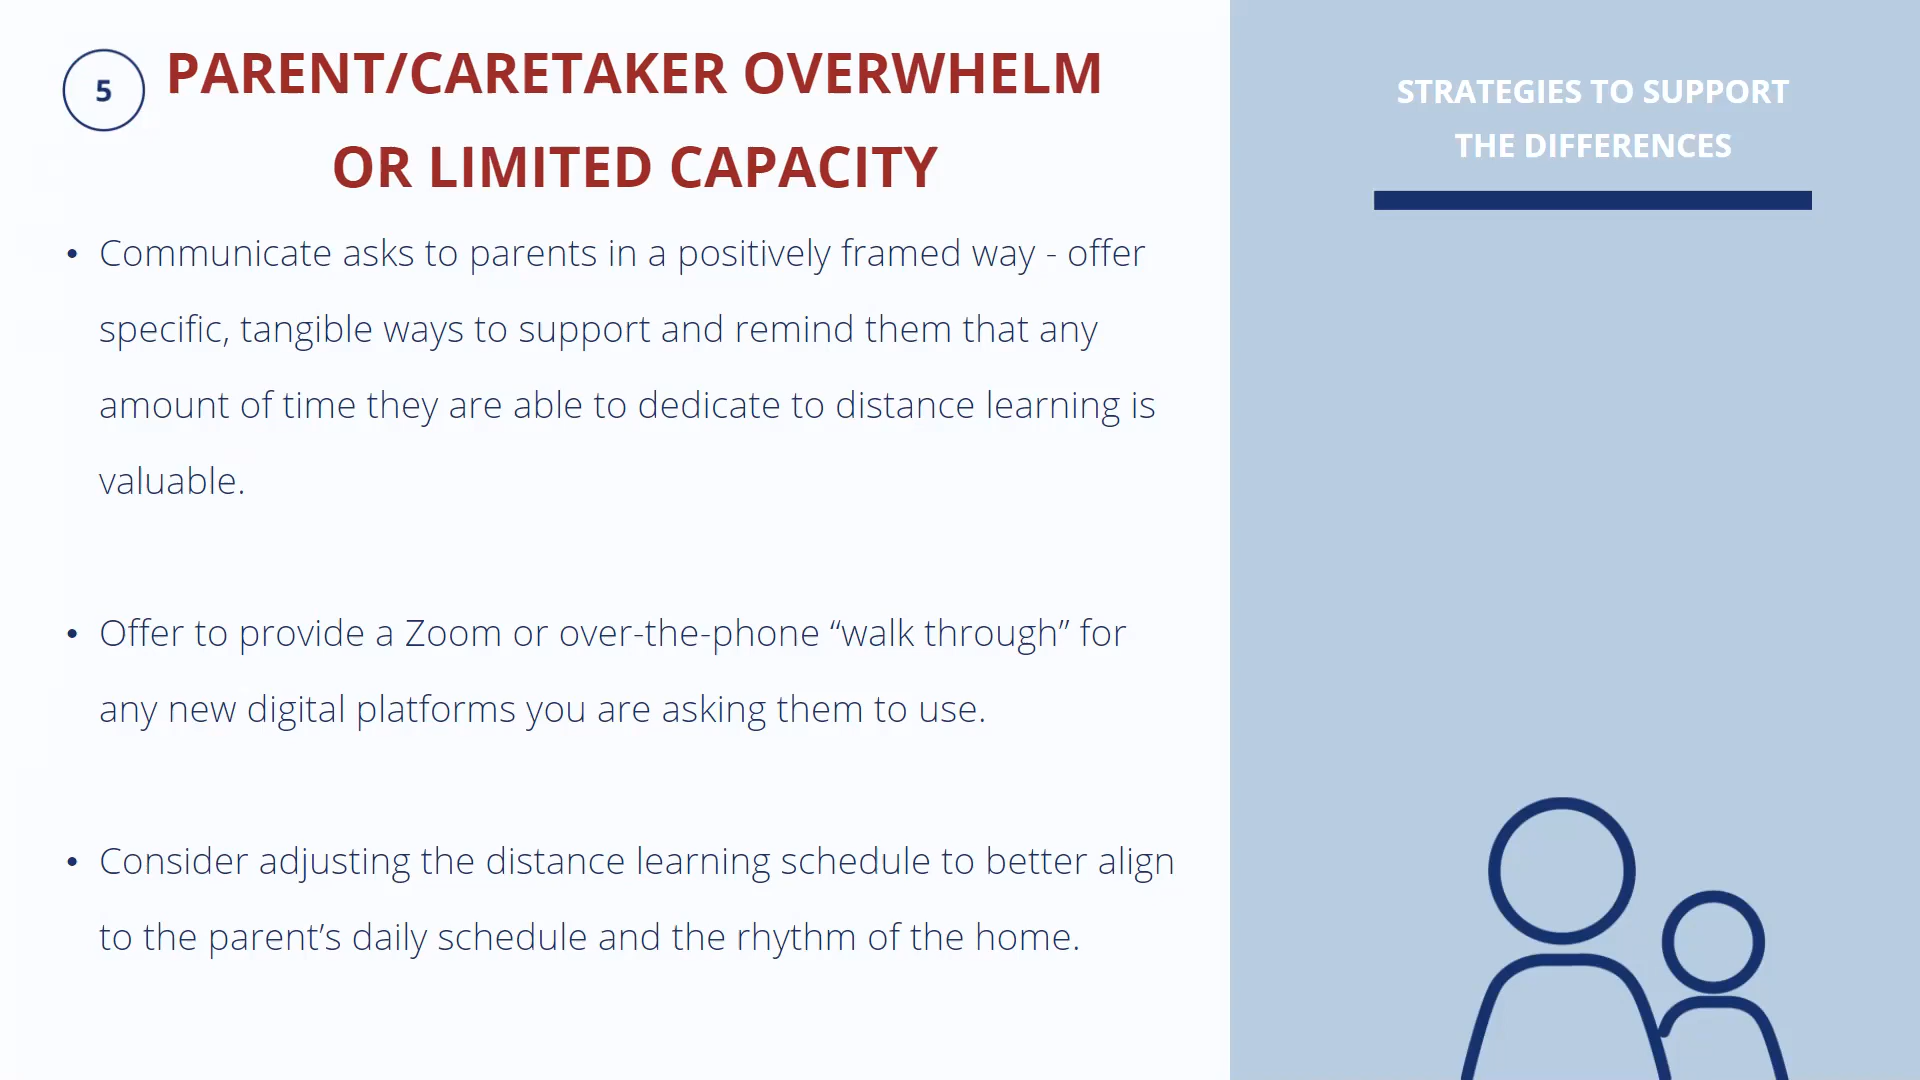 5
PARENT/CARETAKER OVERWHELM
OR LIMITED CAPACITY
• Communicate asks to parents in a positively framed way - offer
specific, tangible ways to support and remind them that any
amount of time they are able to dedicate to distance learning is
valuable.
• Offer to provide a Zoom or over-the-phone “walk through” for
any new digital platforms you are asking them to use.
• Consider adjusting the distance learning schedule to better align
to the parent’s daily schedule and the rhythm of the home.
STRATEGIES TO SUPPORT
THE DIFFERENCES